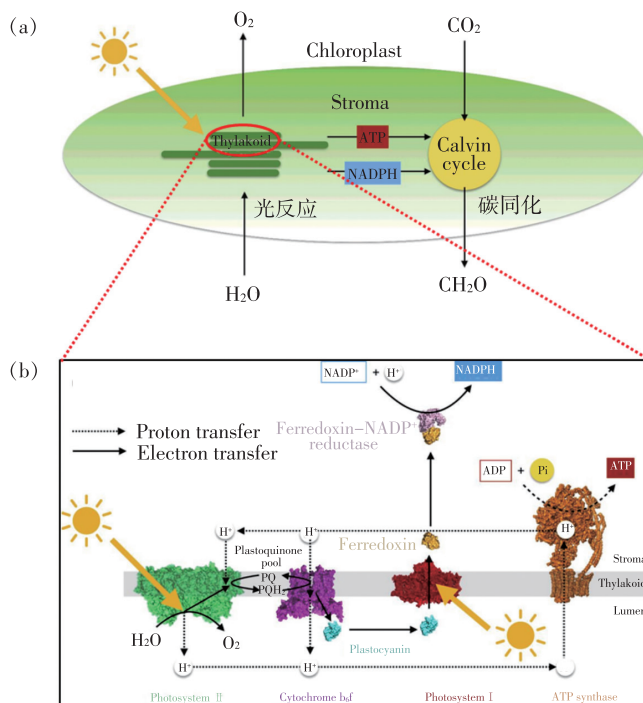 (a)
O₂
CO₂
Chloroplast
Stroma
Thylakoid
ATP
NADPH
Calvin
cycle
光反应
碳同化
H₂O
CH₂O
(b)
NADP⁺ + H⁺
NADPH
Proton transfer
Electron transfer
Ferredoxin-NADP⁺
reductase
ADP + Pi
ATP
H⁺
H⁺
H⁺
Plastoquinone
pool
Ferredoxin
PQ
PQH₂
Stroma
Thylakoid
Lumen
H₂O
O₂
Plastocyanin
H⁺
H⁺
Photosystem Ⅱ
Cytochrome b₆f
Photosystem Ⅰ
ATP synthase